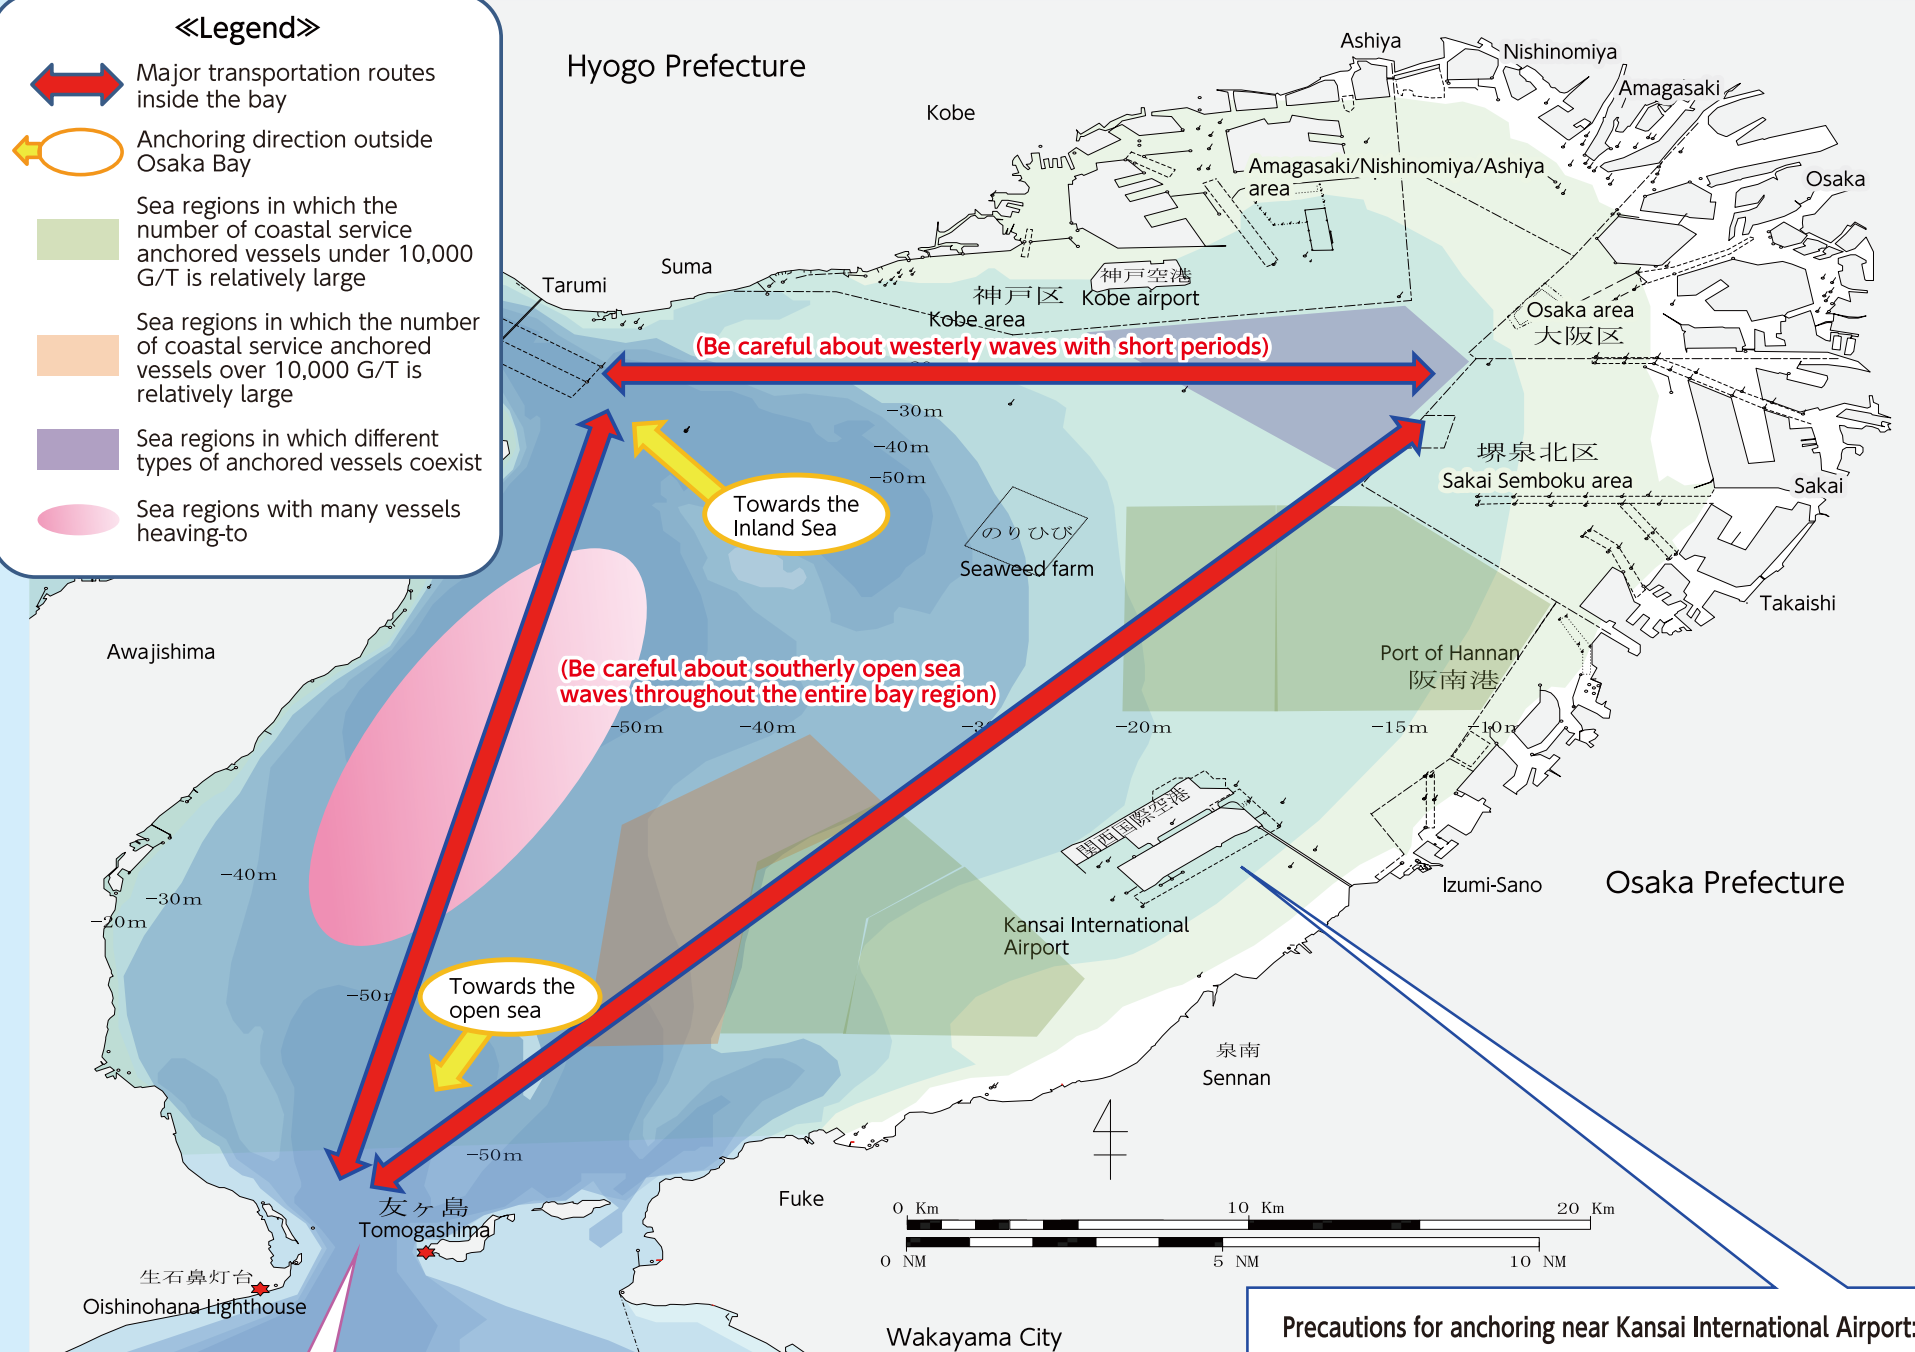 ≪Legend≫
Major transportation routes
inside the bay
Anchoring direction outside
Osaka Bay
Sea regions in which the
number of coastal service
anchored vessels under 10,000
G/T is relatively large
Sea regions in which the number
of coastal service anchored
vessels over 10,000 G/T is
relatively large
Sea regions in which different
types of anchored vessels coexist
Sea regions with many vessels
heaving-to
Hyogo Prefecture
Ashiya
Nishinomiya
Amagasaki
Kobe
Amagasaki/Nishinomiya/Ashiya
area
Osaka
Suma
Tarumi
神戸空港
Kobe airport
神戸区
Kobe area
Osaka area
大阪区
(Be careful about westerly waves with short periods)
-30m
-40m
-50m
堺泉北区
Sakai Semboku area
Sakai
Towards the
Inland Sea
のりひび
Seaweed farm
Takaishi
Awajishima
Port of Hannan
阪南港
(Be careful about southerly open sea
waves throughout the entire bay region)
-50m
-40m
-20m
-15m
-10m
関西国際空港
-40m
-30m
-20m
Izumi-Sano
Osaka Prefecture
Kansai International
Airport
Towards the
open sea
泉南
Sennan
-50m
Fuke
友ヶ島
Tomogashima
0 Km
10 Km
20 Km
0 NM
5 NM
10 NM
生石鼻灯台
Oishinohana Lighthouse
Wakayama City
Precautions for anchoring near Kansai International Airport: